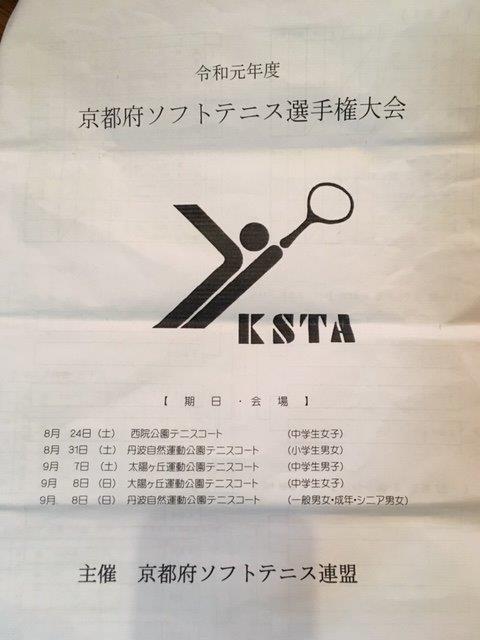 令和元年度
京都府ソフトテニス選手権大会
KSTA
【 期 日 ・ 会 場 】
8月 24日(土) 西院公園テニスコート (中学生女子)
8月 31日(土) 丹波自然運動公園テニスコート (小学生男女)
9月 7日(土) 太陽ヶ丘運動公園テニスコート (中学生男子)
9月 8日(日) 太陽ヶ丘運動公園テニスコート (中学生女子)
9月 8日(日) 丹波自然運動公園テニスコート (一般男女・成年・シニア男女)
主催 京都府ソフトテニス連盟